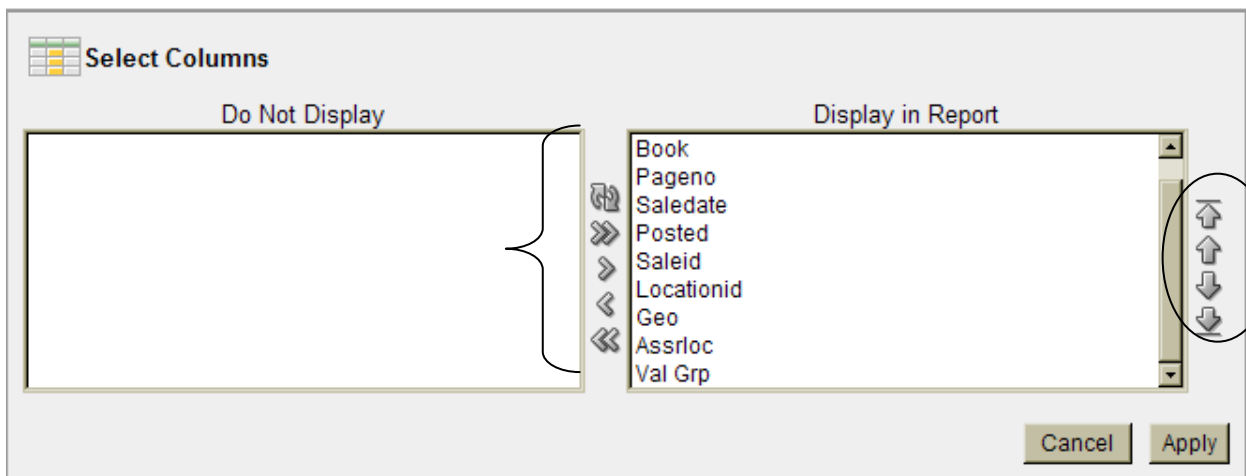 Select Columns
Do Not Display
Display in Report
Book
Pageno
Saledate
Posted
Saleid
Locationid
Geo
Assrloc
Val Grp
Cancel
Apply